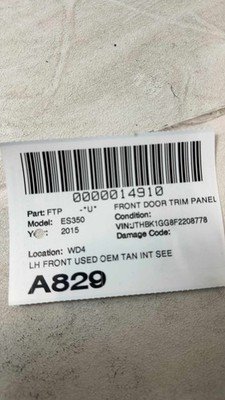 0000014910
Part: FTP -"U" FRONT DOOR TRIM PANEL
Model: ES350 Condition:
2015 VIN:JTHBK1GG8F2208778
Damage Code:
Location: WD4
LH FRONT USED OEM TAN INT SEE
A829